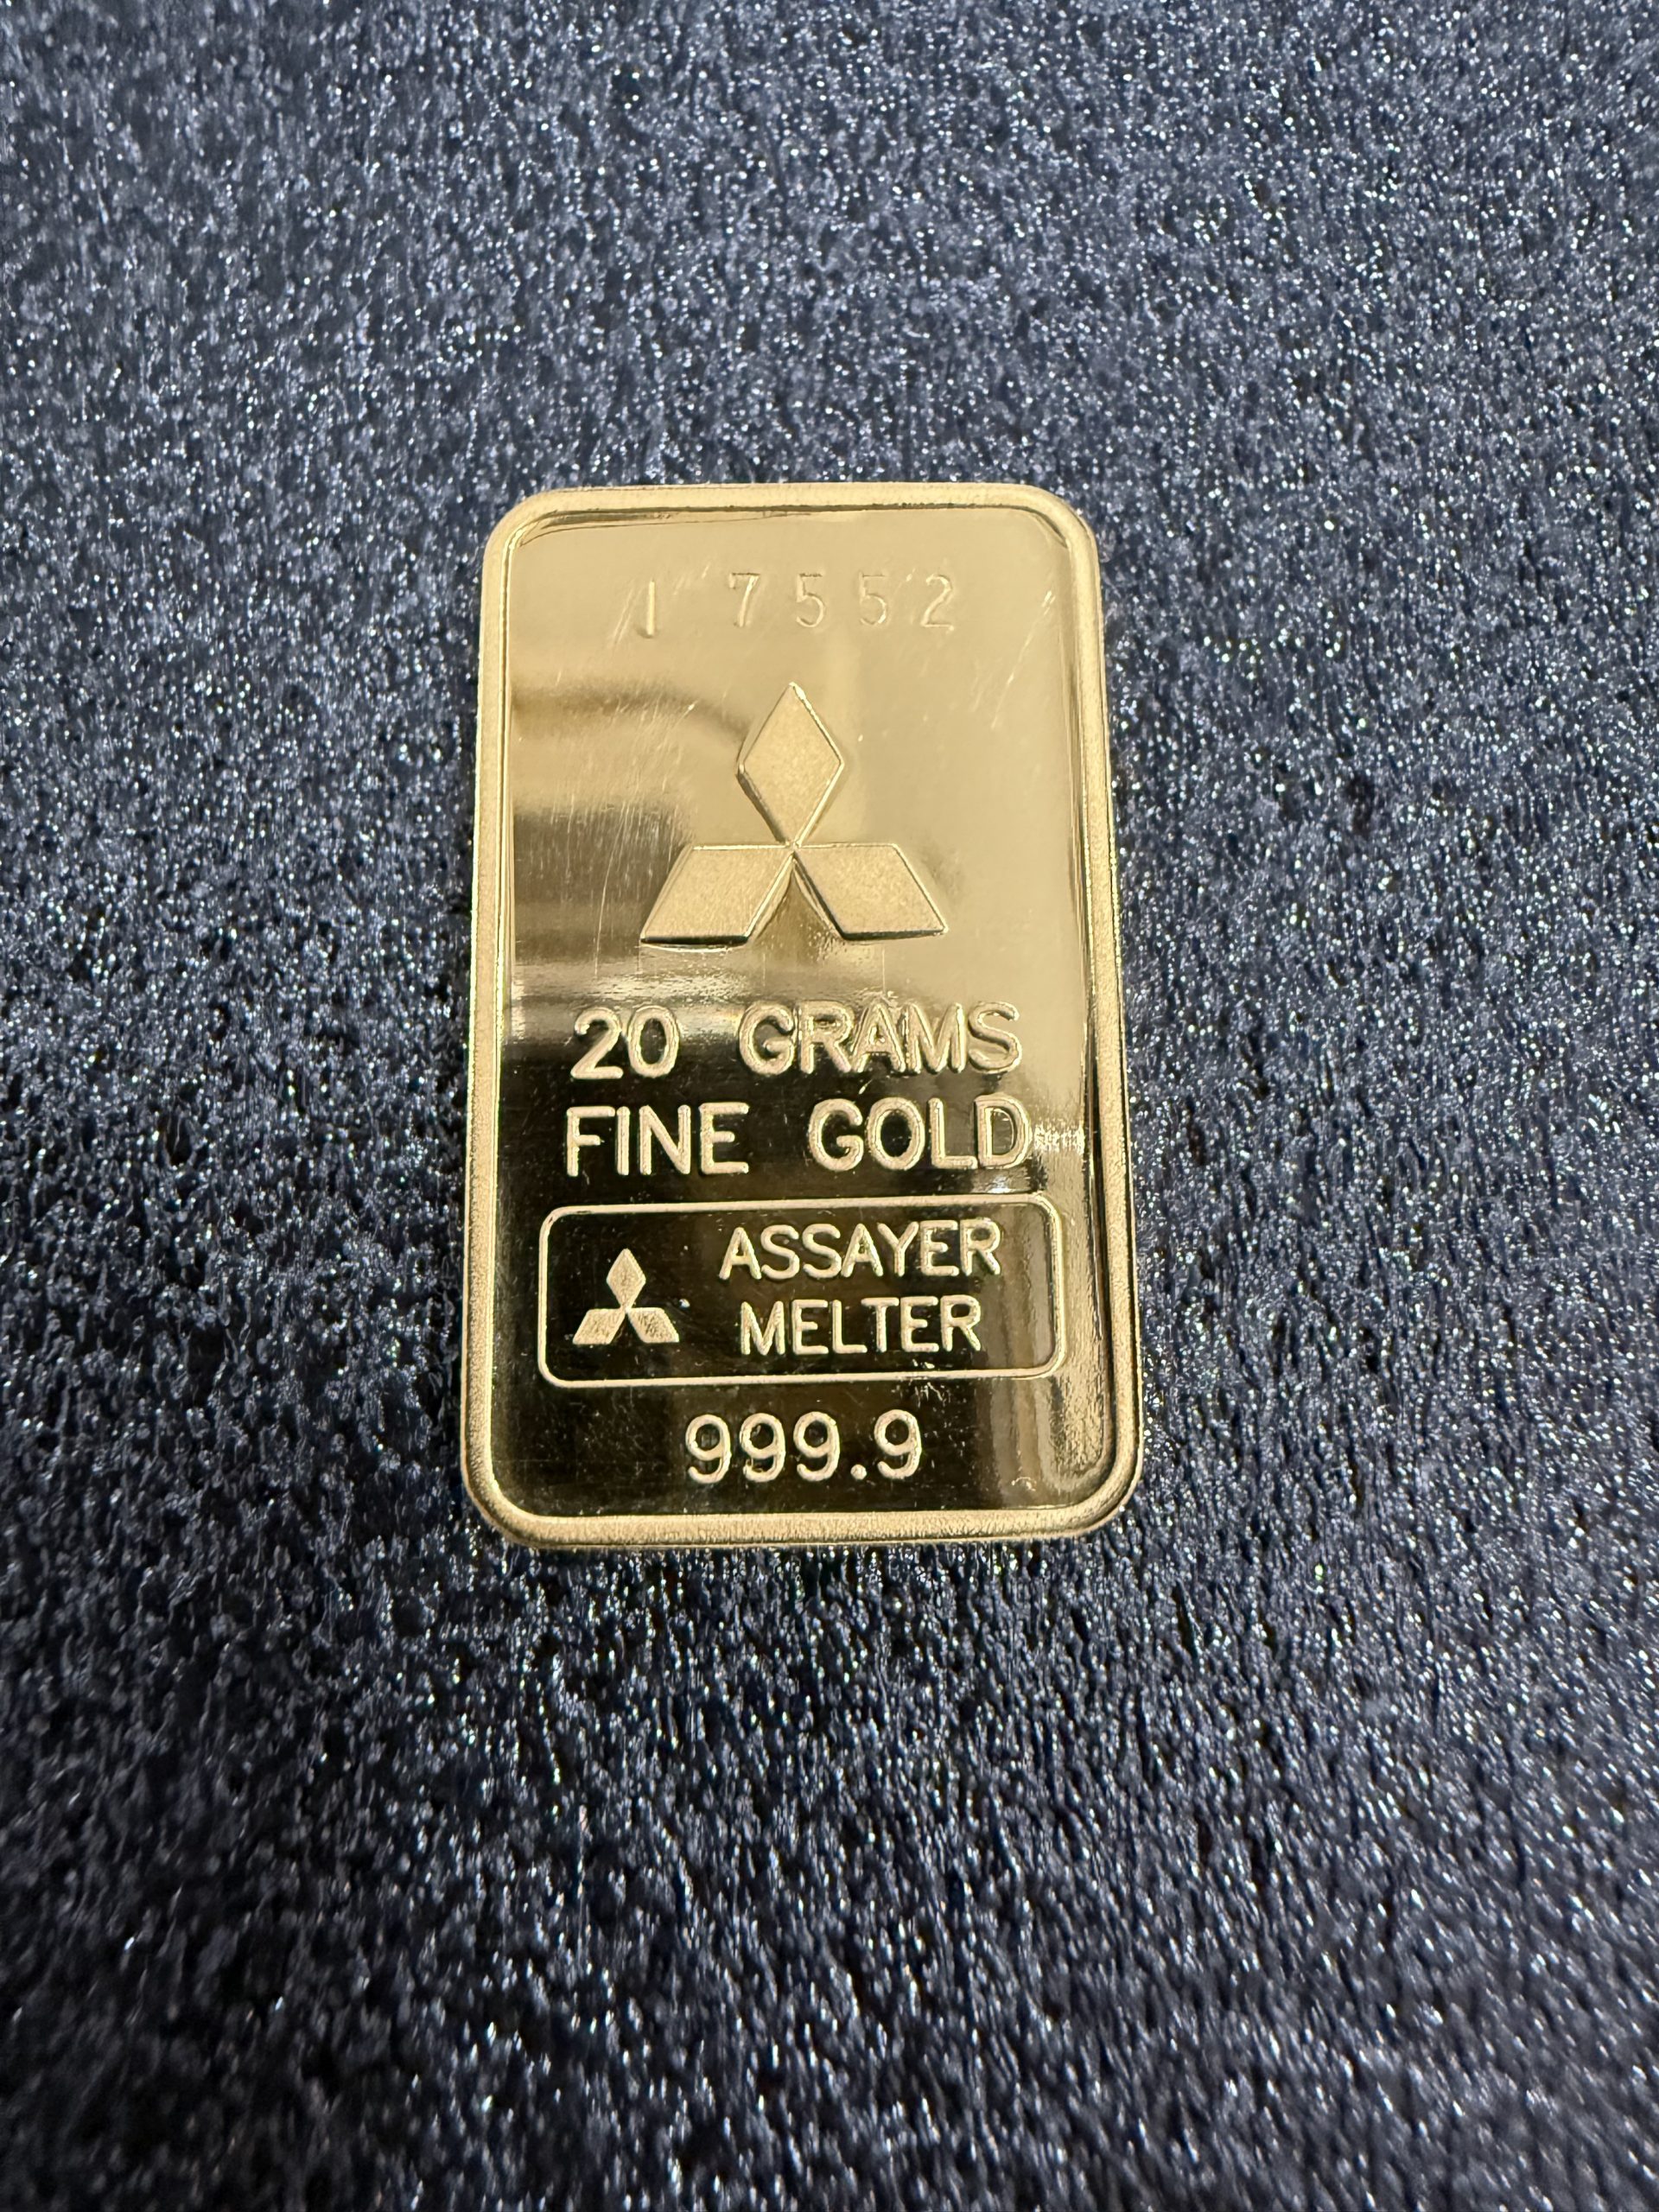 17552
20 GRAMS
FINE GOLD
ASSAYER
MELTER
999.9